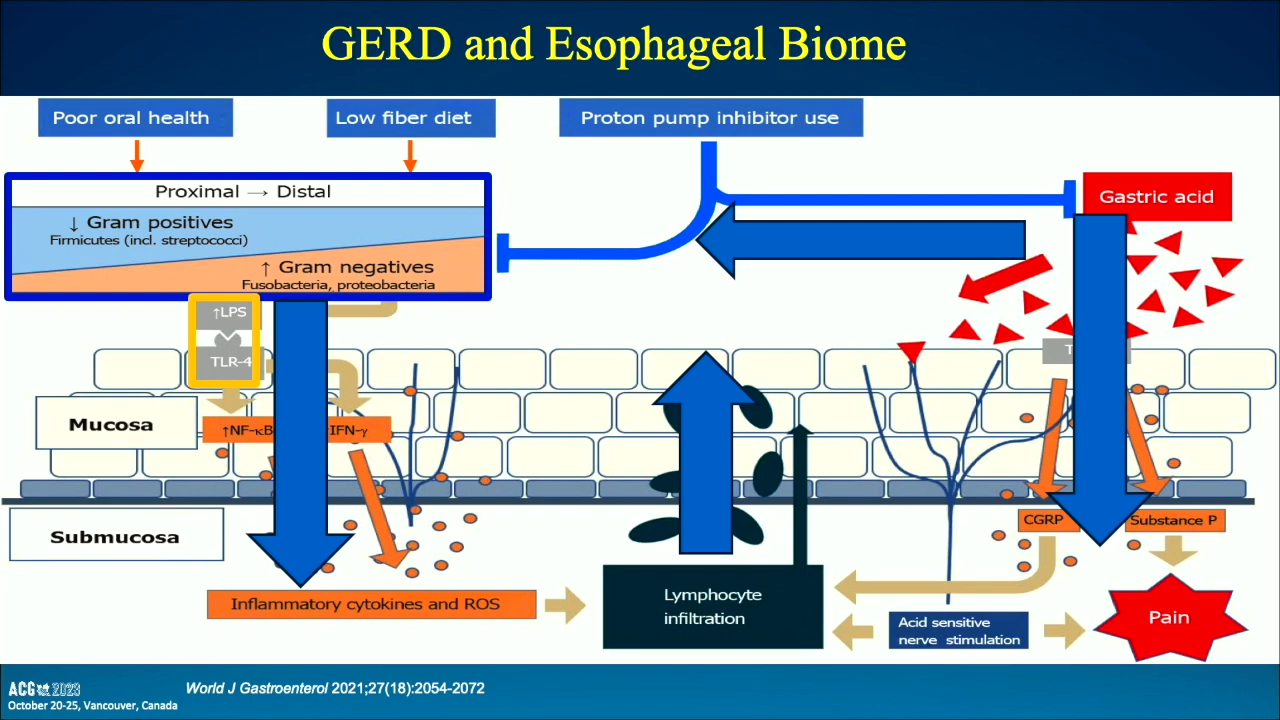 GERD and Esophageal Biome
Poor oral health
Low fiber diet
Proton pump inhibitor use
Proximal → Distal
↓ Gram positives
Firmicutes (incl. streptococci)
↑ Gram negatives
Fusobacteria, proteobacteria
Gastric acid
↑LPS
TLR-4
Mucosa
↑NF-κB
IFN-γ
Submucosa
CGRP
Substance P
Inflammatory cytokines and ROS
Lymphocyte
infiltration
Acid sensitive
nerve stimulation
Pain
ACG 2023
October 20-25, Vancouver, Canada
World J Gastroenterol 2021;27(18):2054-2072